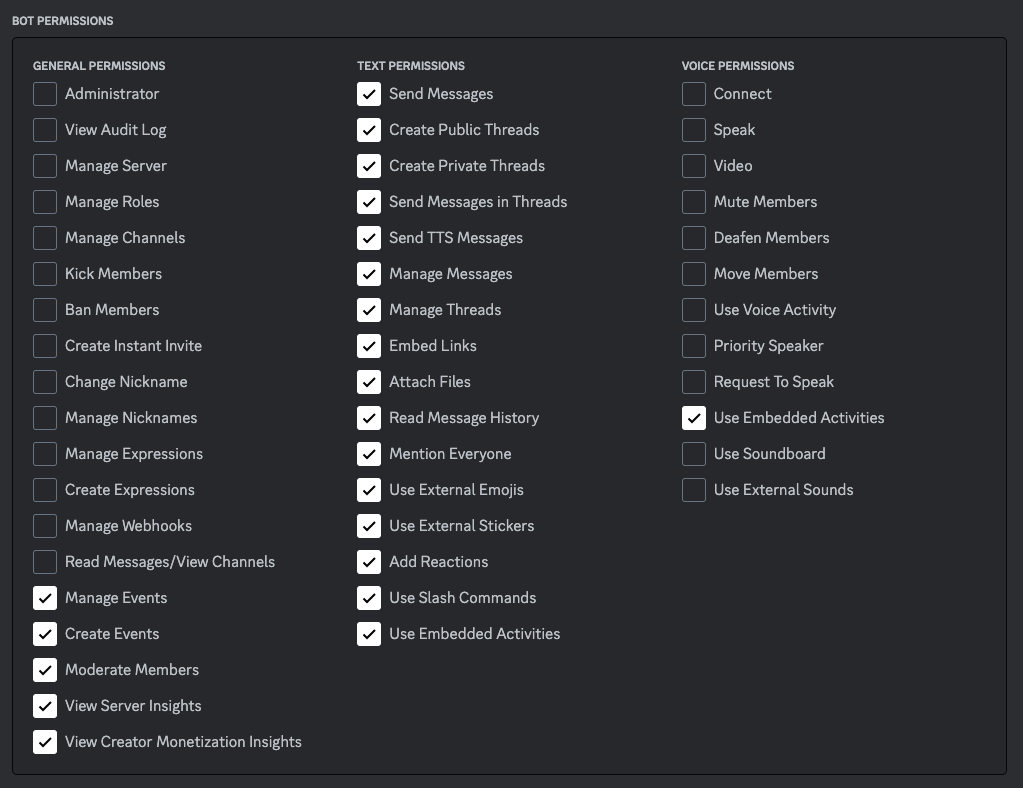 BOT PERMISSIONS
GENERAL PERMISSIONS
Administrator
View Audit Log
Manage Server
Manage Roles
Manage Channels
Kick Members
Ban Members
Create Instant Invite
Change Nickname
Manage Nicknames
Manage Expressions
Create Expressions
Manage Webhooks
Read Messages/View Channels
Manage Events
Create Events
Moderate Members
View Server Insights
View Creator Monetization Insights
TEXT PERMISSIONS
Send Messages
Create Public Threads
Create Private Threads
Send Messages in Threads
Send TTS Messages
Manage Messages
Manage Threads
Embed Links
Attach Files
Read Message History
Mention Everyone
Use External Emojis
Use External Stickers
Add Reactions
Use Slash Commands
Use Embedded Activities
VOICE PERMISSIONS
Connect
Speak
Video
Mute Members
Deafen Members
Move Members
Use Voice Activity
Priority Speaker
Request To Speak
Use Embedded Activities
Use Soundboard
Use External Sounds